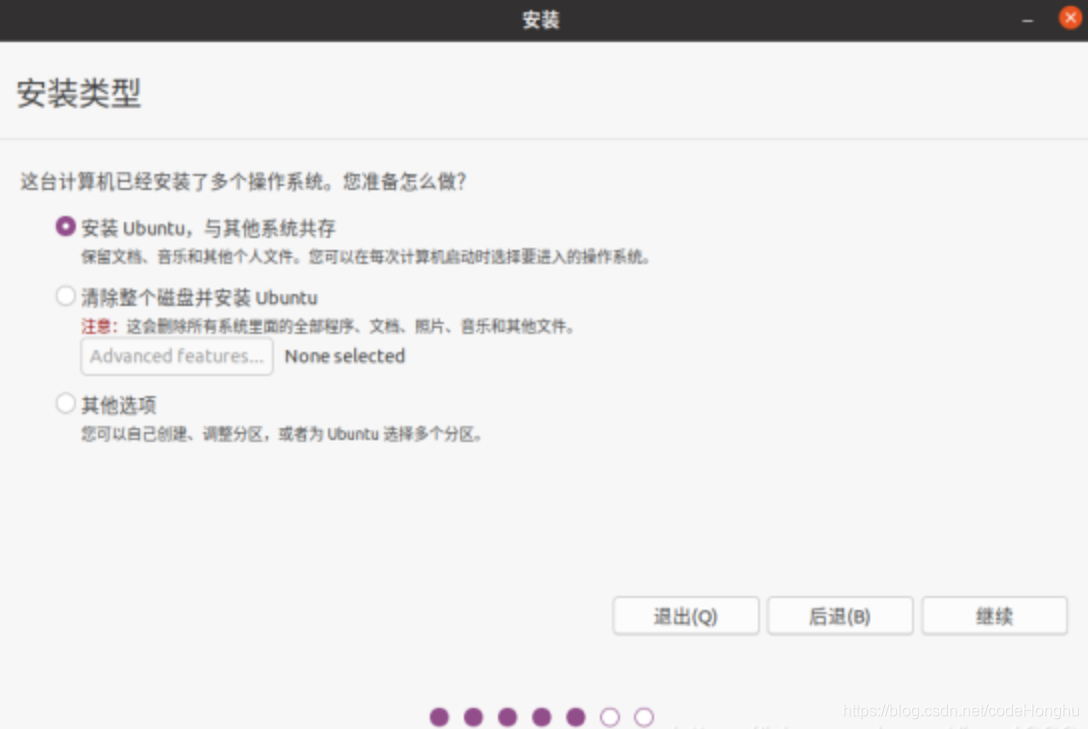 安装
安装类型
这台计算机已经安装了多个操作系统。您准备怎么做？
安装 Ubuntu，与其他系统共存
保留文档、音乐和其他个人文件。您可以在每次计算机启动时选择要进入的操作系统。
清除整个磁盘并安装 Ubuntu
注意：这会删除所有系统里面的全部程序、文档、照片、音乐和其他文件。
Advanced features... None selected
其他选项
您可以自己创建、调整分区，或者为 Ubuntu 选择多个分区。
退出(Q) 后退(B) 继续
https://blog.csdn.net/codeHonghu